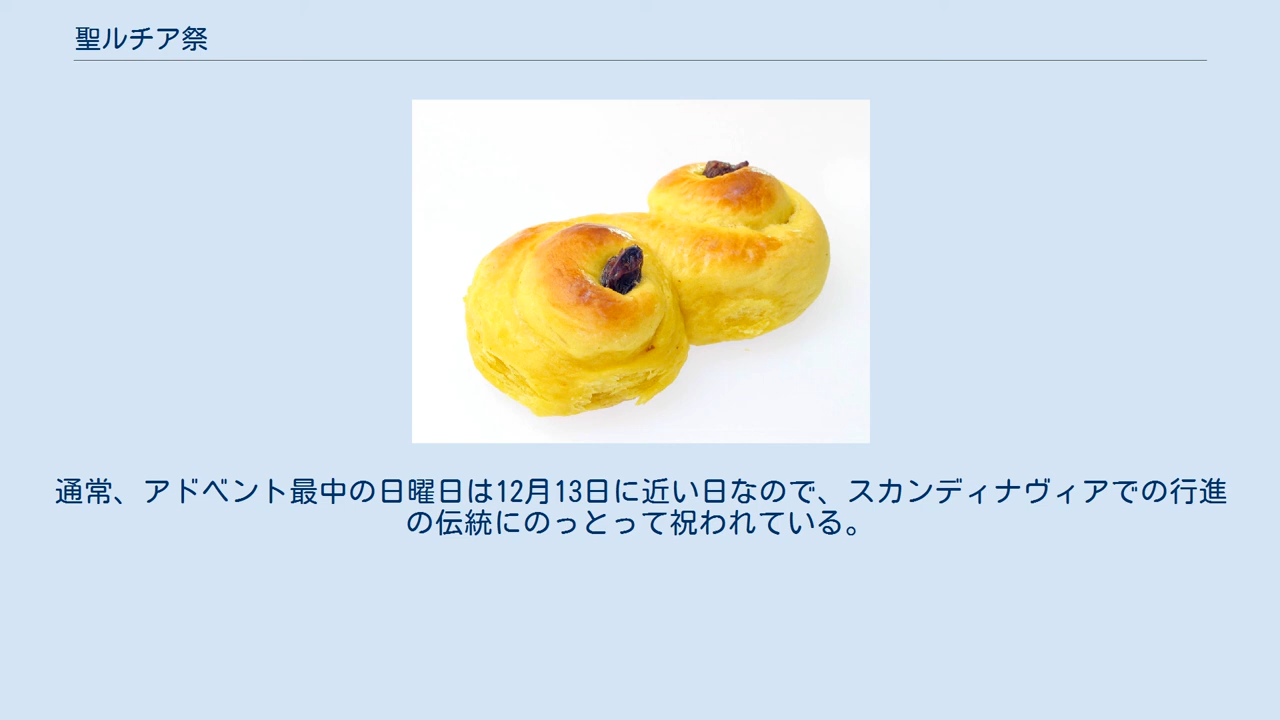 聖ルチア祭
通常、アドベント最中の日曜日は12月13日に近い日なので、スカンディナヴィアでの行進
の伝統にのっとって祝われている。